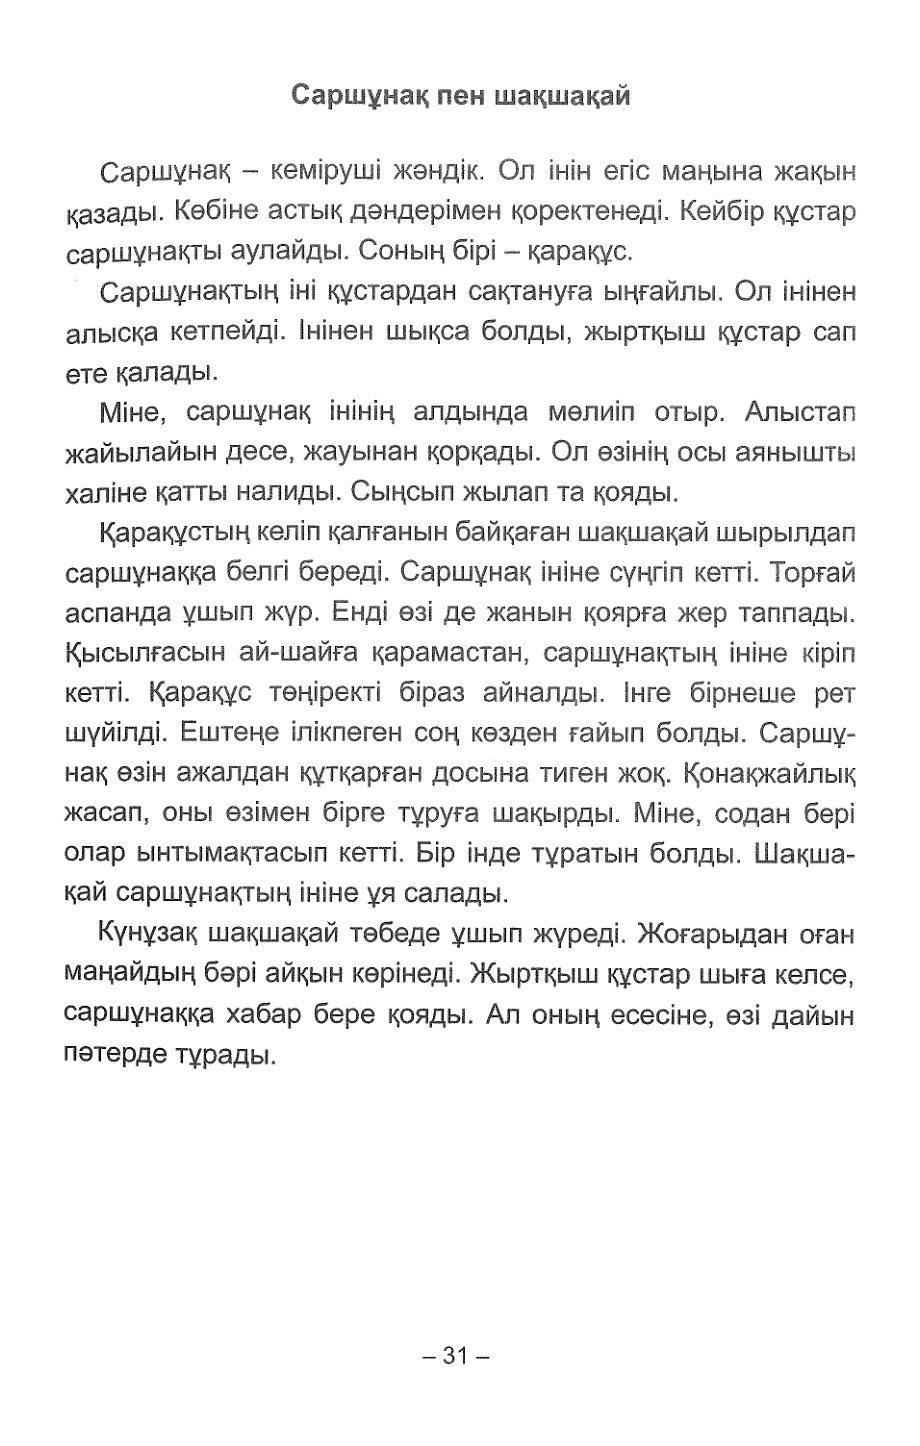 Саршұнақ пен шақшақай
Саршұнақ – кеміруші жәндік. Ол інін егіс маңына жақын
қазады. Көбіне астық дәндерімен қоректенеді. Кейбір құстар
саршұнақты аулайды. Соның бірі – қарақұс.
Саршұнақтың іні құстардан сақтануға ыңғайлы. Ол інінен
алысқа кетпейді. Інінен шықса болды, жыртқыш құстар сап
ете қалады.
Міне, саршұнақ інінің алдында мөлиіп отыр. Алыстап
жайылайын десе, жауынан қорқады. Ол өзінің осы аянышты
халіне қатты налиды. Сыңсып жылап та қояды.
Қарақұстың келіп қалғанын байқаған шақшақай шырылдап
саршұнаққа белгі береді. Саршұнақ ініне сүңгіп кетті. Торғай
аспанда ұшып жүр. Енді өзі де жанын қоярға жер таппады.
Қысылғасын ай-шайға қарамастан, саршұнақтың ініне кіріп
кетті. Қарақұс төңіректі біраз айналды. Інге бірнеше рет
шүйілді. Ештеңе ілікпеген соң көзден ғайып болды. Саршұ-
нақ өзін ажалдан құтқарған досына тиген жоқ. Қонақжайлық
жасап, оны өзімен бірге тұруға шақырды. Міне, содан бері
олар ынтымақтасып кетті. Бір інде тұратын болды. Шақша-
қай саршұнақтың ініне ұя салады.
Күнұзақ шақшақай төбеде ұшып жүреді. Жоғарыдан оған
маңайдың бәрі айқын көрінеді. Жыртқыш құстар шыға келсе,
саршұнаққа хабар бере қояды. Ал оның есесіне, өзі дайын
пәтерде тұрады.
– 31 –